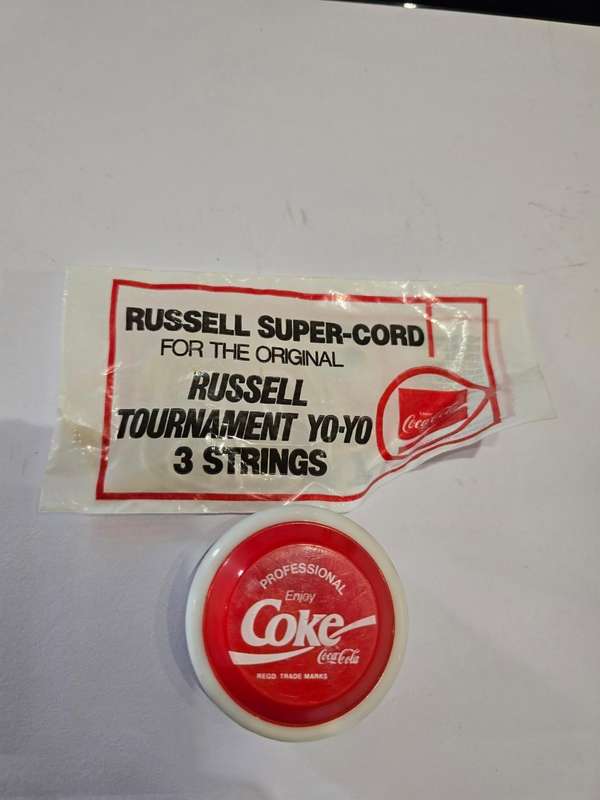 RUSSELL SUPER-CORD
FOR THE ORIGINAL
RUSSELL
TOURNAMENT YO-YO
3 STRINGS
Coca-Cola
PROFESSIONAL
Enjoy
Coke
Coca-Cola
REGD. TRADE MARKS